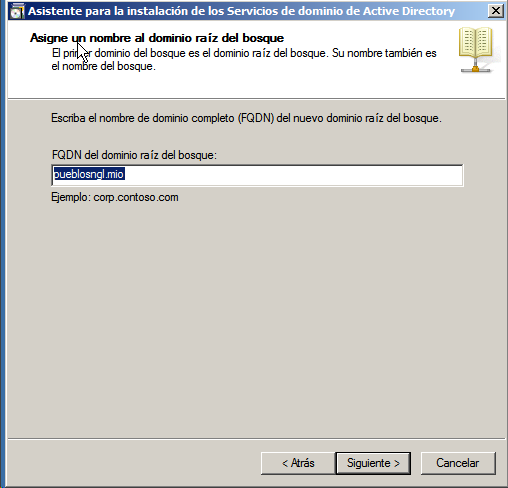 Asistente para la instalación de los Servicios de dominio de Active Directory
Asigne un nombre al dominio raíz del bosque
El primer dominio del bosque es el dominio raíz del bosque. Su nombre también es
el nombre del bosque.
Escriba el nombre de dominio completo (FQDN) del nuevo dominio raíz del bosque.
FQDN del dominio raíz del bosque:
pueblosngl.mio
Ejemplo: corp.contoso.com
< Atrás
Siguiente >
Cancelar